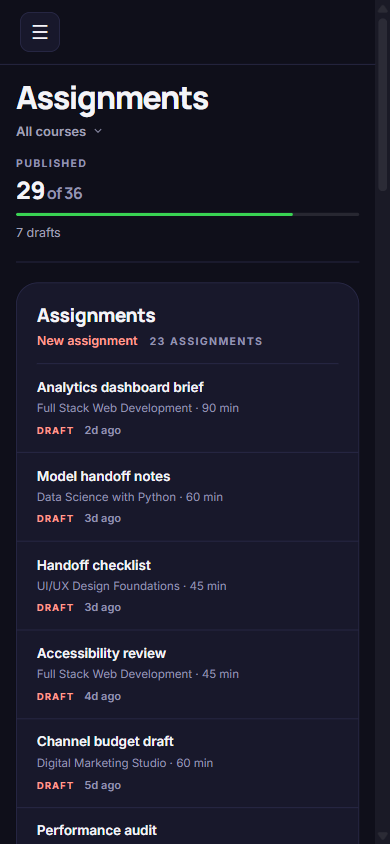 Assignments
All courses
PUBLISHED
29 of 36
7 drafts
Assignments
New assignment 23 ASSIGNMENTS
Analytics dashboard brief
Full Stack Web Development · 90 min
DRAFT 2d ago
Model handoff notes
Data Science with Python · 60 min
DRAFT 3d ago
Handoff checklist
UI/UX Design Foundations · 45 min
DRAFT 3d ago
Accessibility review
Full Stack Web Development · 45 min
DRAFT 4d ago
Channel budget draft
Digital Marketing Studio · 60 min
DRAFT 5d ago
Performance audit